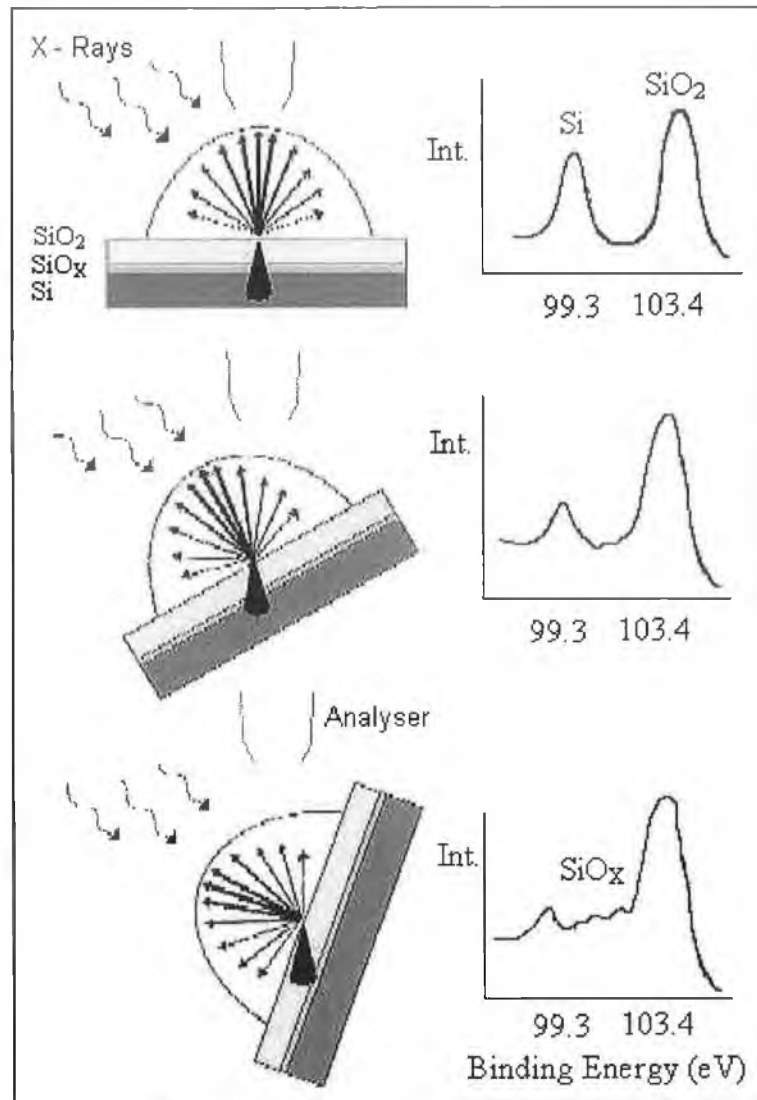 X - Rays
SiO2
Si
Int.
SiO2
SiOX
Si
99.3 103.4
Int.
99.3 103.4
Analyser
Int.
SiOX
99.3 103.4
Binding Energy (eV)